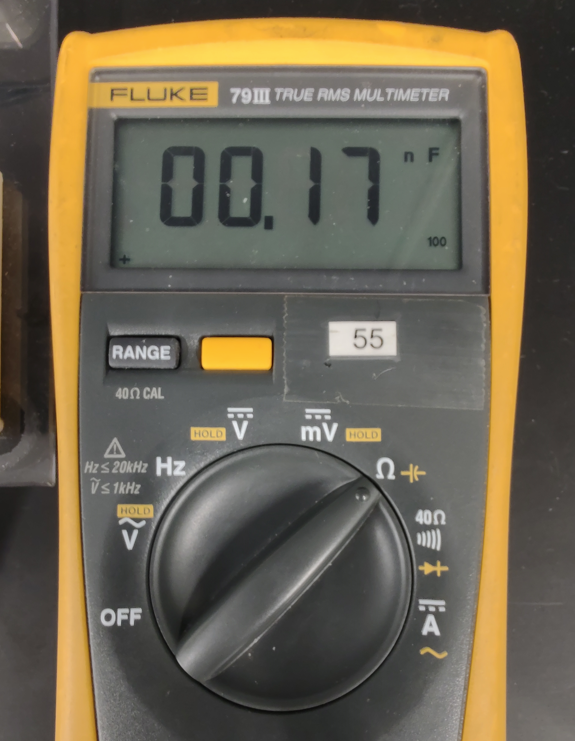 FLUKE 79III TRUE RMS MULTIMETER
00.17 n F
+ 100
RANGE
55
40Ω CAL
HOLD V
mV HOLD
Hz≤20kHz
Ṽ≤1kHz
Hz
Ω
HOLD
V
40Ω
OFF
A